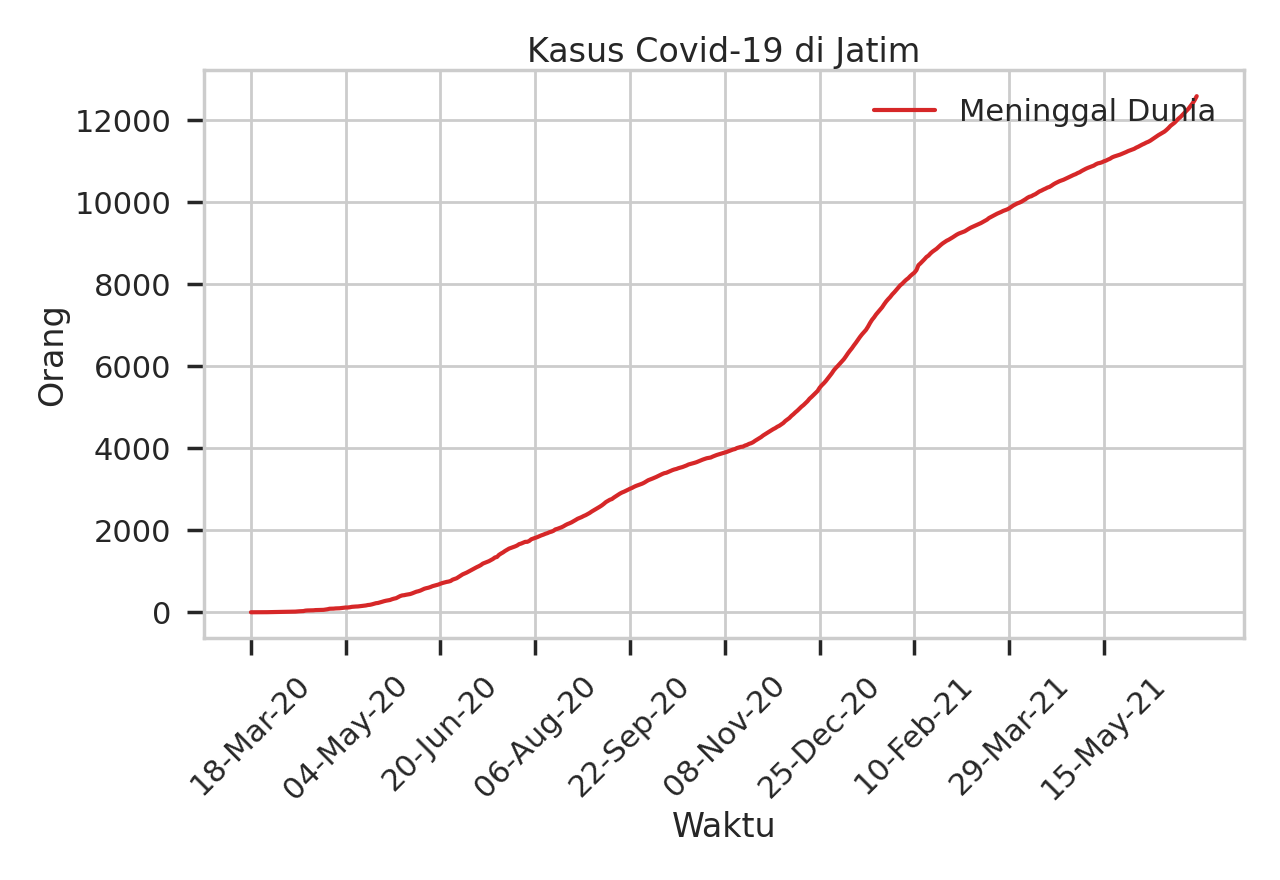 Kasus Covid-19 di Jatim
Meninggal Dunia
12000
10000
8000
6000
4000
2000
0
Orang
18-Mar-20
04-May-20
20-Jun-20
06-Aug-20
22-Sep-20
08-Nov-20
25-Dec-20
10-Feb-21
29-Mar-21
15-May-21
Waktu